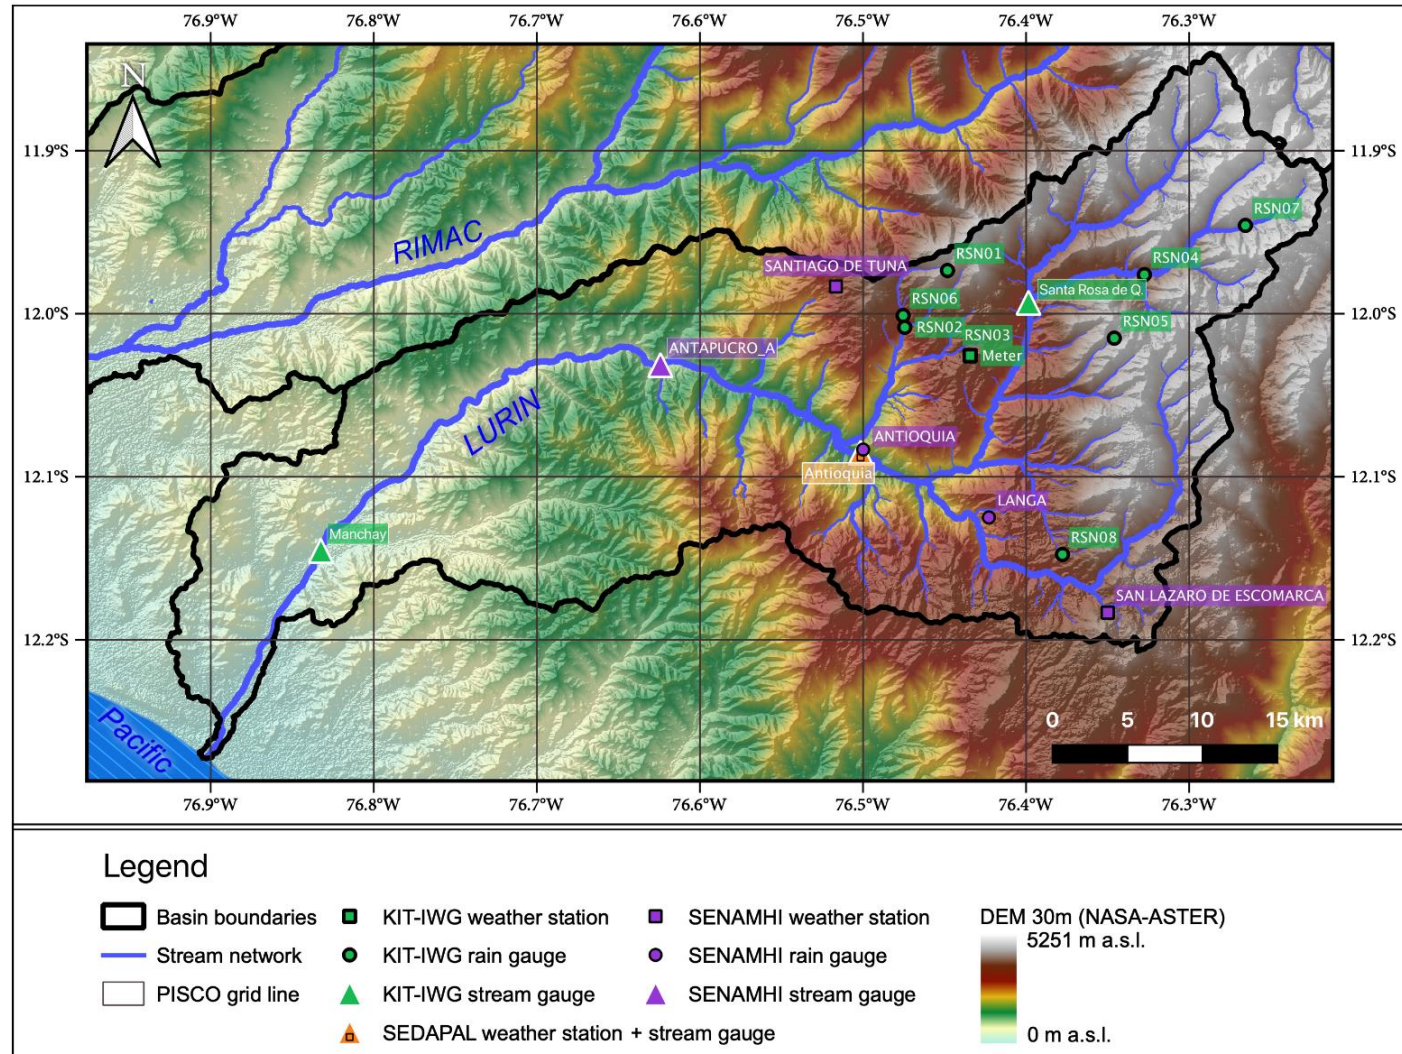 76.9°W 76.8°W 76.7°W 76.6°W 76.5°W 76.4°W 76.3°W
N
11.9°S 11.9°S
RSN07
RIMAC
RSN01
RSN04
SANTIAGO DE TUNA
Santa Rosa de Q.
RSN06
12.0°S 12.0°S
RSN02
RSN03
RSN05
ANTAPUCRO_A
Meter
LURIN
ANTIOQUIA
Antioquia
12.1°S 12.1°S
LANGA
Manchay
RSN08
SAN LAZARO DE ESCOMARCA
12.2°S 12.2°S
Pacific
0 5 10 15 km
76.9°W 76.8°W 76.7°W 76.6°W 76.5°W 76.4°W 76.3°W
Legend
Basin boundaries
Stream network
PISCO grid line
KIT-IWG weather station
KIT-IWG rain gauge
KIT-IWG stream gauge
SEDAPAL weather station + stream gauge
SENAMHI weather station
SENAMHI rain gauge
SENAMHI stream gauge
DEM 30m (NASA-ASTER)
5251 m a.s.l.
0 m a.s.l.